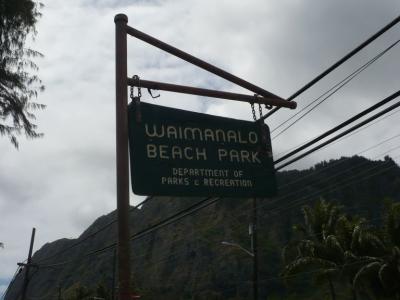 WAIMANALO
BEACH PARK
DEPARTMENT OF
PARKS & RECREATION